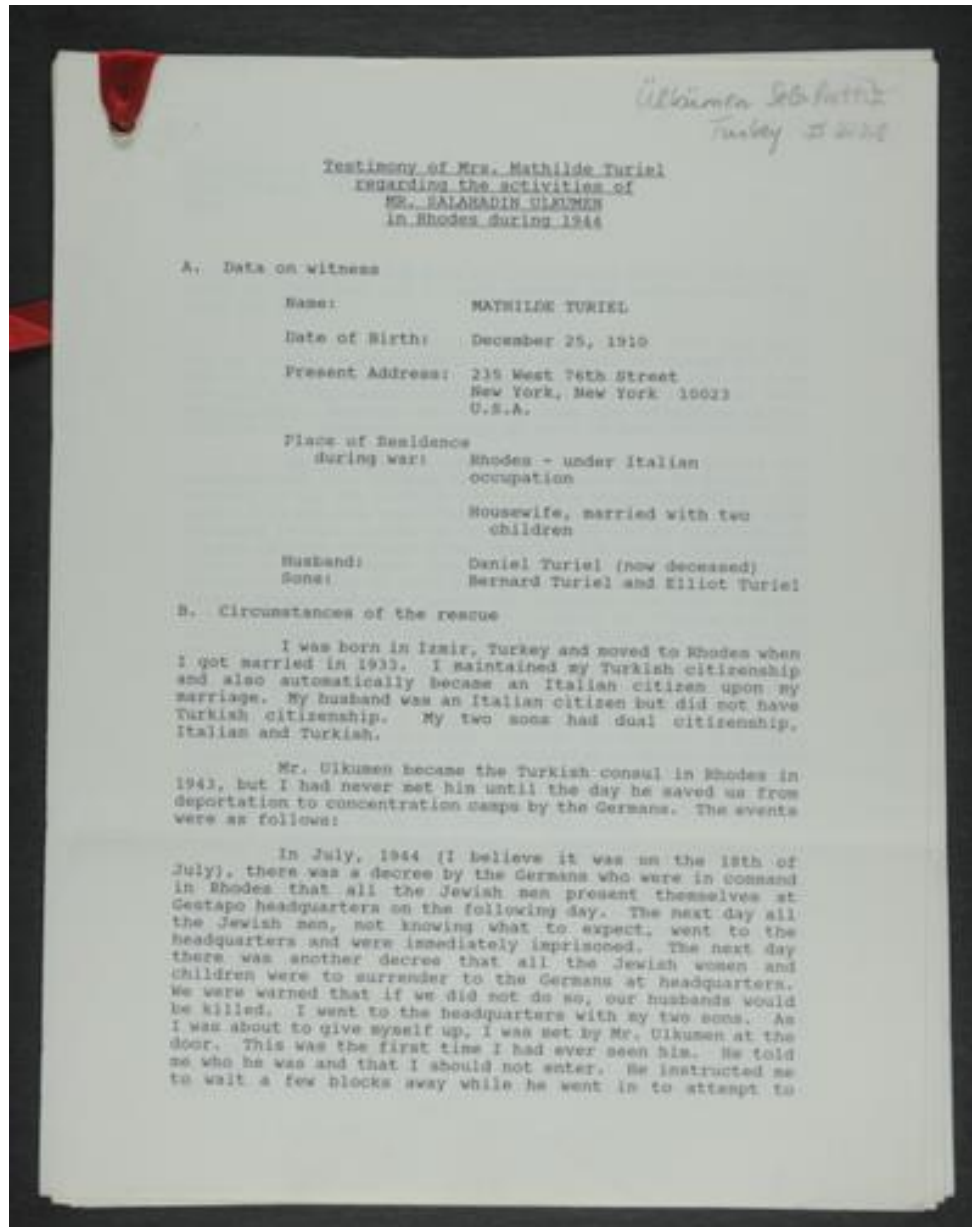 Turkey
Testimony of Mrs. Mathilde Turiel
regarding the activities of
MR. SALAHADIN ULKUMEN
in Rhodes during 1944
A. Data on witness
Name: MATHILDE TURIEL
Date of Birth: December 25, 1910
Present Address: 235 West 76th Street
New York, New York 10023
U.S.A.
Place of Residence
during war: Rhodes - under Italian
occupation
Housewife, married with two
children
Husband: Daniel Turiel (now deceased)
Sons: Bernard Turiel and Elliot Turiel
B. Circumstances of the rescue
I was born in Izmir, Turkey and moved to Rhodes when
I got married in 1933. I maintained my Turkish citizenship
and also automatically became an Italian citizen upon my
marriage. My husband was an Italian citizen but did not have
Turkish citizenship. My two sons had dual citizenship,
Italian and Turkish.
Mr. Ulkumen became the Turkish consul in Rhodes in
1943, but I had never met him until the day he saved us from
deportation to concentration camps by the Germans. The events
were as follows:
In July, 1944 (I believe it was on the 18th of
July), there was a decree by the Germans who were in command
in Rhodes that all the Jewish men present themselves at
Gestapo headquarters on the following day. The next day all
the Jewish men, not knowing what to expect, went to the
headquarters and were immediately imprisoned. The next day
there was another decree that all the Jewish women and
children were to surrender to the Germans at headquarters.
We were warned that if we did not do so, our husbands would
be killed. I went to the headquarters with my two sons. As
I was about to give myself up, I was met by Mr. Ulkumen at the
door. This was the first time I had ever seen him. He told
me who he was and that I should not enter. He instructed me
to wait a few blocks away while he went in to attempt to